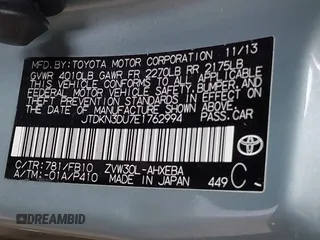 MFD. BY: TOYOTA MOTOR CORPORATION 11/13
GVWR 4010LB GAWR FR 2270LB RR 2175LB
THIS VEHICLE CONFORMS TO ALL APPLICABLE
FEDERAL MOTOR VEHICLE SAFETY, BUMPER, AND
THEFT PREVENTION STANDARDS IN EFFECT ON
THE DATE OF MANUFACTURE SHOWN ABOVE.
JTDKN3DU7E1762994 PASS. CAR
C/TR: 781/FB10 ZVW30L-AHXEBA
A/TM: -01A/P410 MADE IN JAPAN 449 C
TOYOTA
DREAMBID